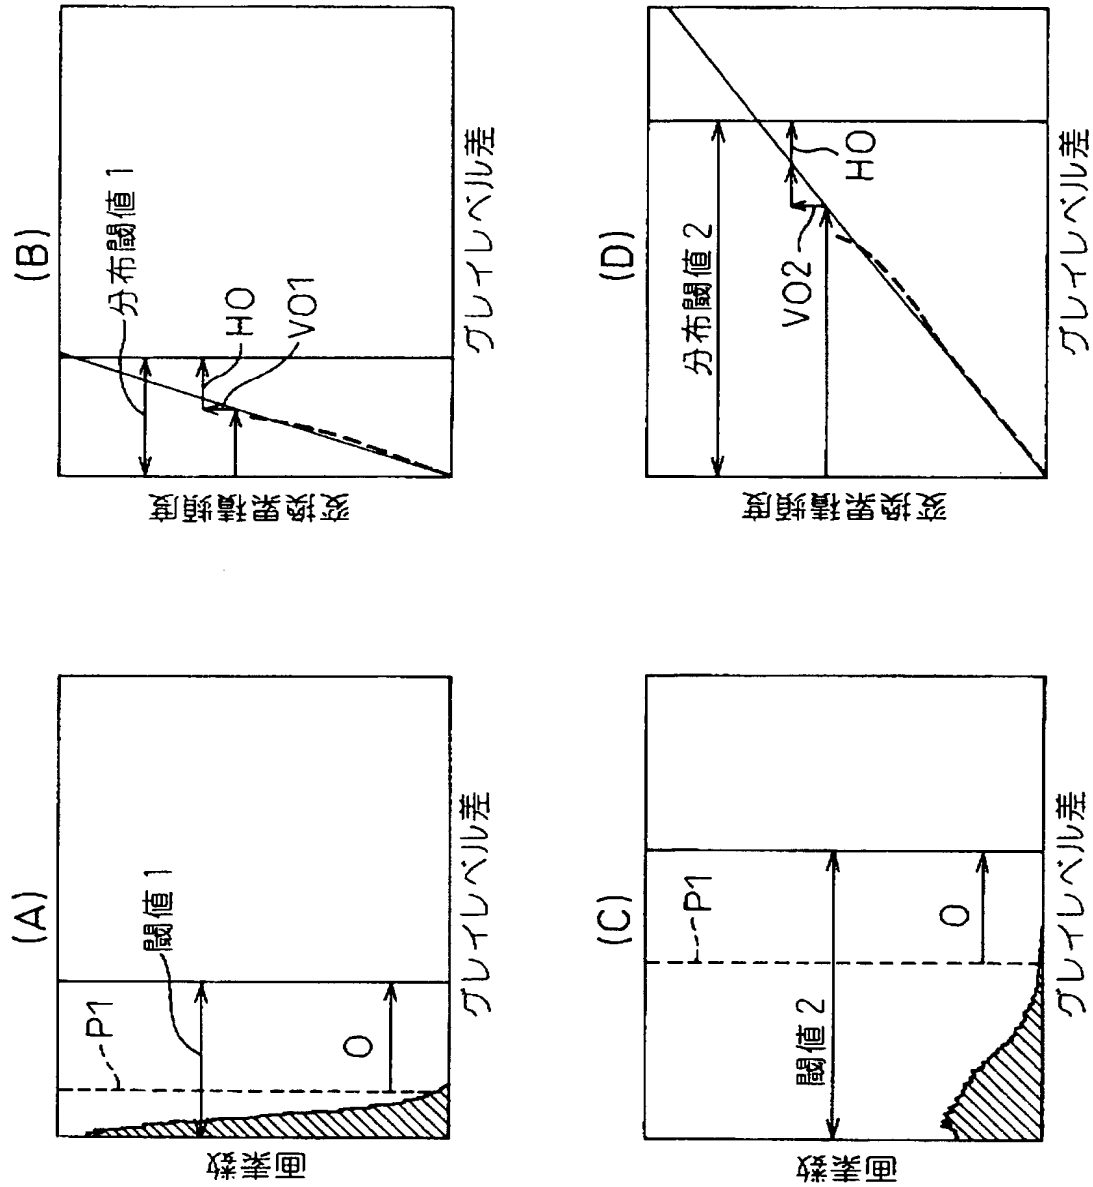 (A)
画素数
P1
閾値1
O
グレイレベル差
(B)
変換累積頻度
分布閾値1
HO
VO1
グレイレベル差
(C)
画素数
閾値2
P1
O
グレイレベル差
(D)
変換累積頻度
分布閾値2
VO2
HO
グレイレベル差